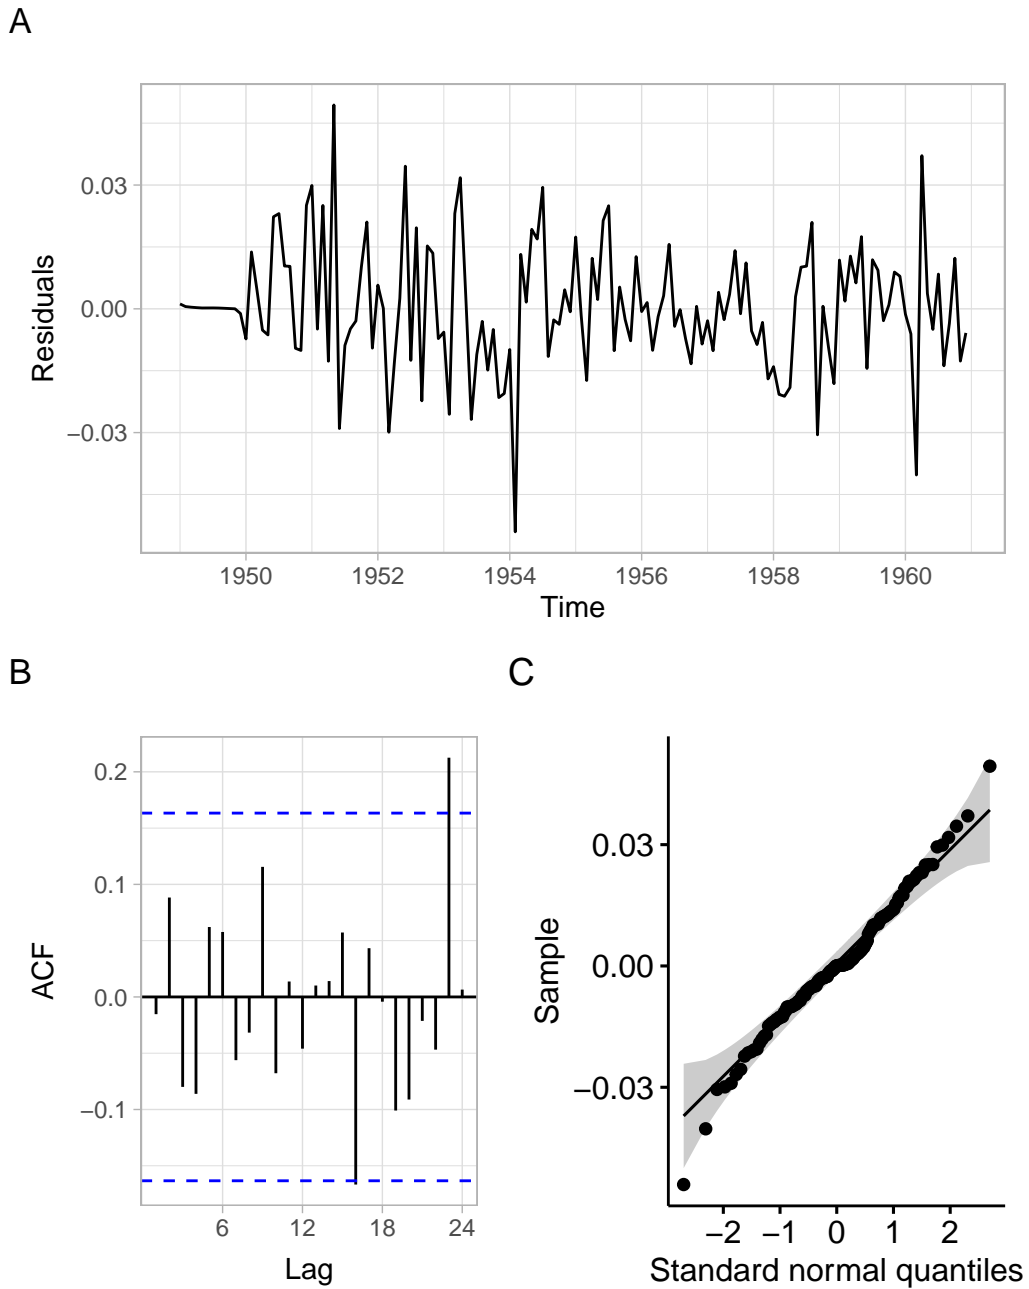 A
Residuals
0.03
0.00
−0.03
1950 1952 1954 1956 1958 1960
Time
B
ACF
0.2
0.1
0.0
−0.1
6 12 18 24
Lag
C
Sample
0.03
0.00
−0.03
−2 −1 0 1 2
Standard normal quantiles